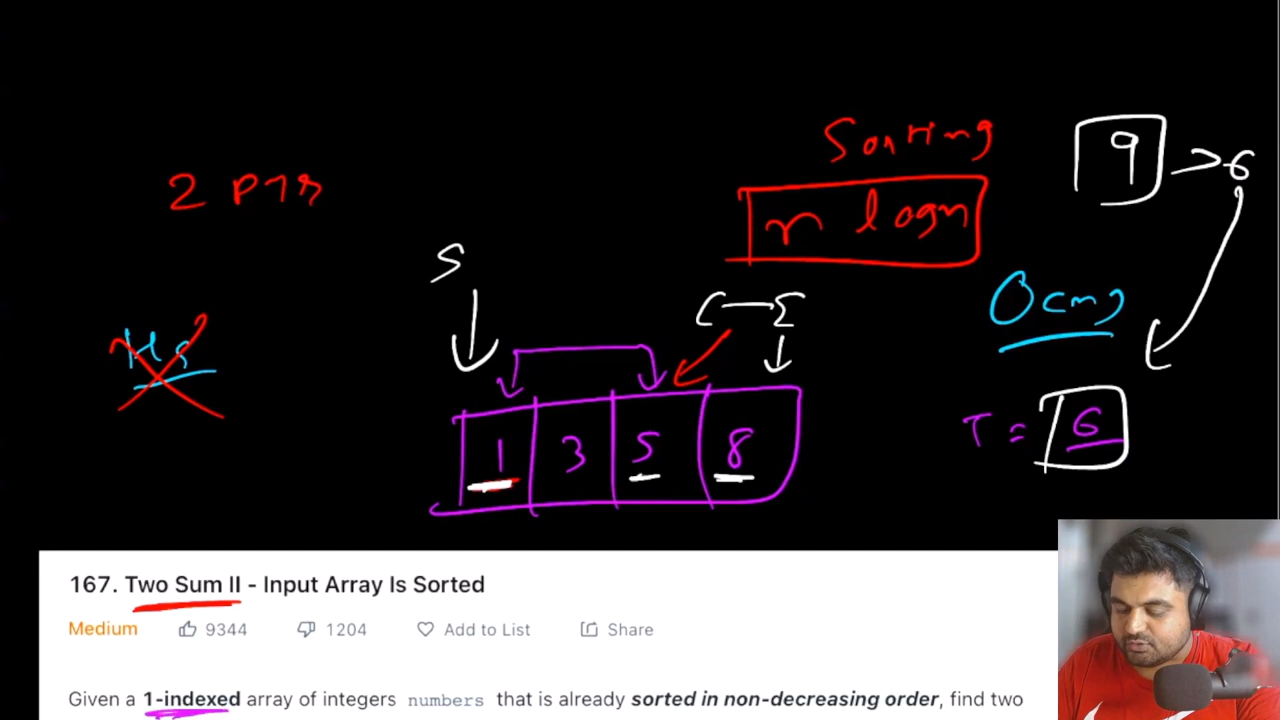 Sorting
9 > 6
2 ptr
n logn
S
E
O(n)
HS
T = 6
1 3 5 8
167. Two Sum II - Input Array Is Sorted
Medium 9344 1204 Add to List Share
Given a 1-indexed array of integers numbers that is already sorted in non-decreasing order, find two